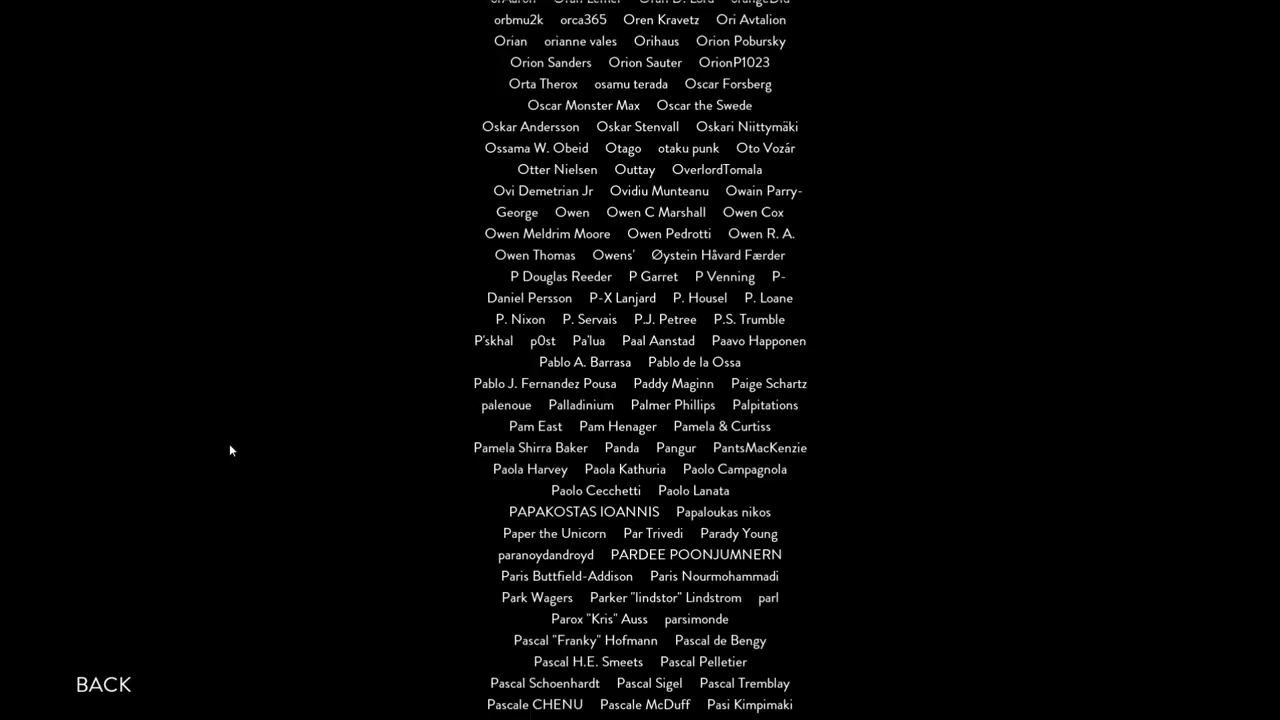 orbmu2k orca365 Oren Kravetz Ori Avtalion
Orian orianne vales Orihaus Orion Pobursky
Orion Sanders Orion Sauter OrionP1023
Orta Therox osamu terada Oscar Forsberg
Oscar Monster Max Oscar the Swede
Oskar Andersson Oskar Stenvall Oskari Niittymäki
Ossama W. Obeid Otago otaku punk Oto Vozár
Otter Nielsen Outtay OverlordTomala
Ovi Demetrian Jr Ovidiu Munteanu Owain Parry-
George Owen Owen C Marshall Owen Cox
Owen Meldrim Moore Owen Pedrotti Owen R. A.
Owen Thomas Owens' Øystein Håvard Færder
P Douglas Reeder P Garret P Venning P-
Daniel Persson P-X Lanjard P. Housel P. Loane
P. Nixon P. Servais P.J. Petree P.S. Trumble
P'skhal p0st Pa'lua Paal Aanstad Paavo Happonen
Pablo A. Barrasa Pablo de la Ossa
Pablo J. Fernandez Pousa Paddy Maginn Paige Schartz
palenoue Palladinium Palmer Phillips Palpitations
Pam East Pam Henager Pamela & Curtiss
Pamela Shirra Baker Panda Pangur PantsMacKenzie
Paola Harvey Paola Kathuria Paolo Campagnola
Paolo Cecchetti Paolo Lanata
PAPAKOSTAS IOANNIS Papaloukas nikos
Paper the Unicorn Par Trivedi Parady Young
paranoydandroyd PARDEE POONJUMNERN
Paris Buttfield-Addison Paris Nourmohammadi
Park Wagers Parker "lindstor" Lindstrom parl
Parox "Kris" Auss parsimonde
Pascal "Franky" Hofmann Pascal de Bengy
Pascal H.E. Smeets Pascal Pelletier
Pascal Schoenhardt Pascal Sigel Pascal Tremblay
Pascale CHENU Pascale McDuff Pasi Kimpimaki
BACK